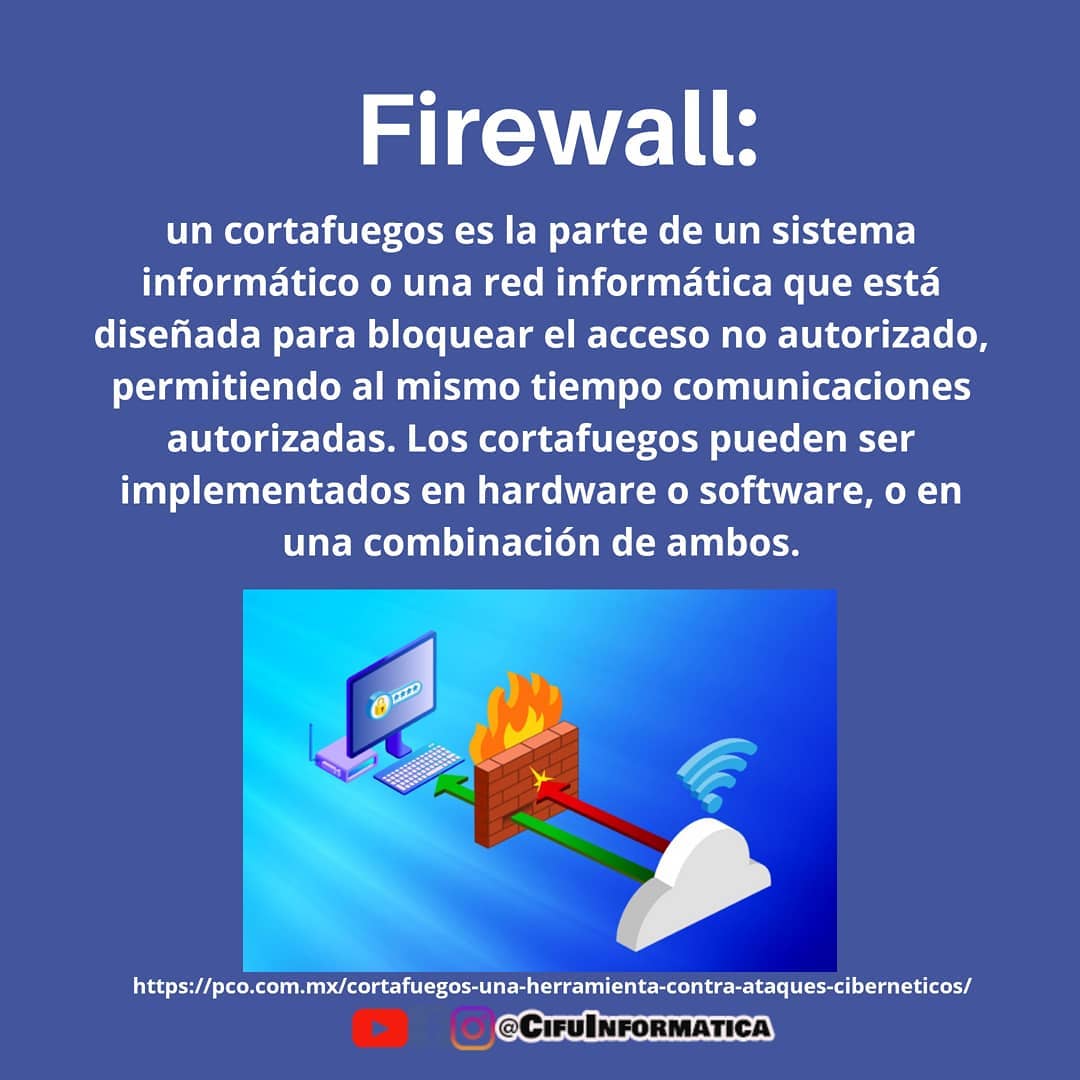 Firewall:
un cortafuegos es la parte de un sistema
informático o una red informática que está
diseñada para bloquear el acceso no autorizado,
permitiendo al mismo tiempo comunicaciones
autorizadas. Los cortafuegos pueden ser
implementados en hardware o software, o en
una combinación de ambos.
https://pco.com.mx/cortafuegos-una-herramienta-contra-ataques-ciberneticos/
@CifuInformatica